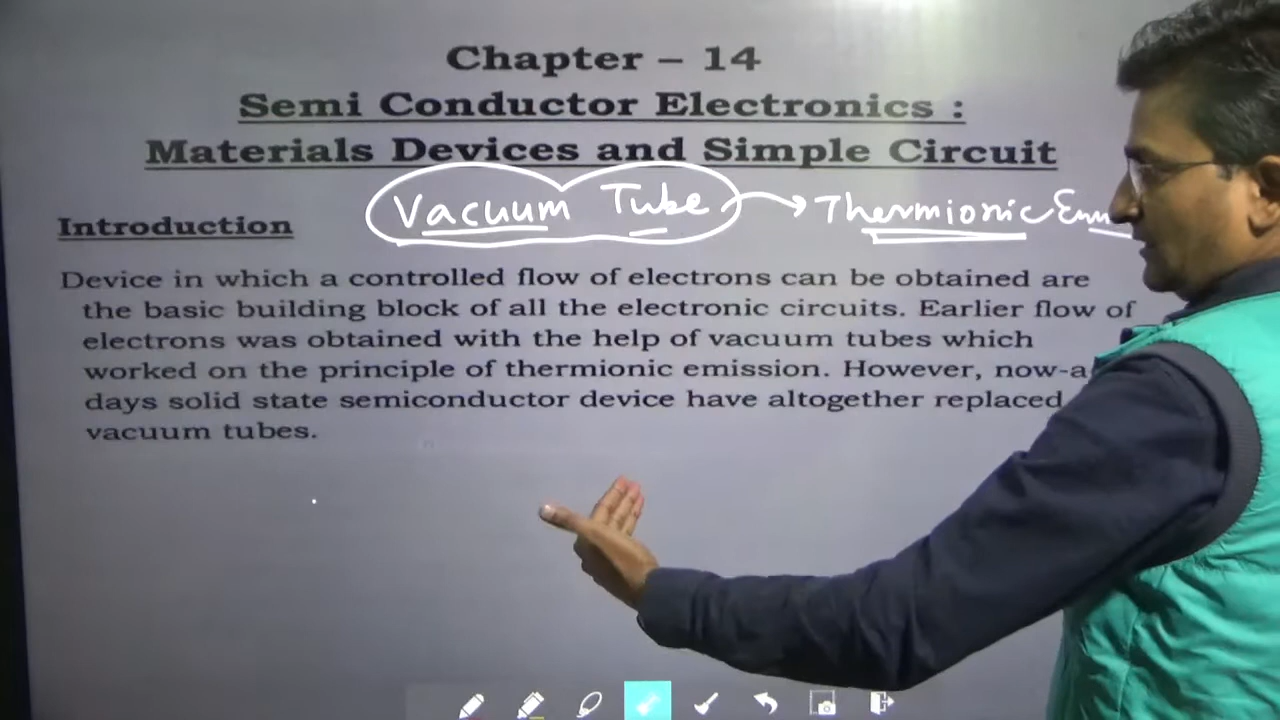 Chapter – 14
Semi Conductor Electronics :
Materials Devices and Simple Circuit
Vacuum Tube → Thermionic
Introduction
Device in which a controlled flow of electrons can be obtained are
the basic building block of all the electronic circuits. Earlier flow of
electrons was obtained with the help of vacuum tubes which
worked on the principle of thermionic emission. However, now-a
days solid state semiconductor device have altogether replaced
vacuum tubes.